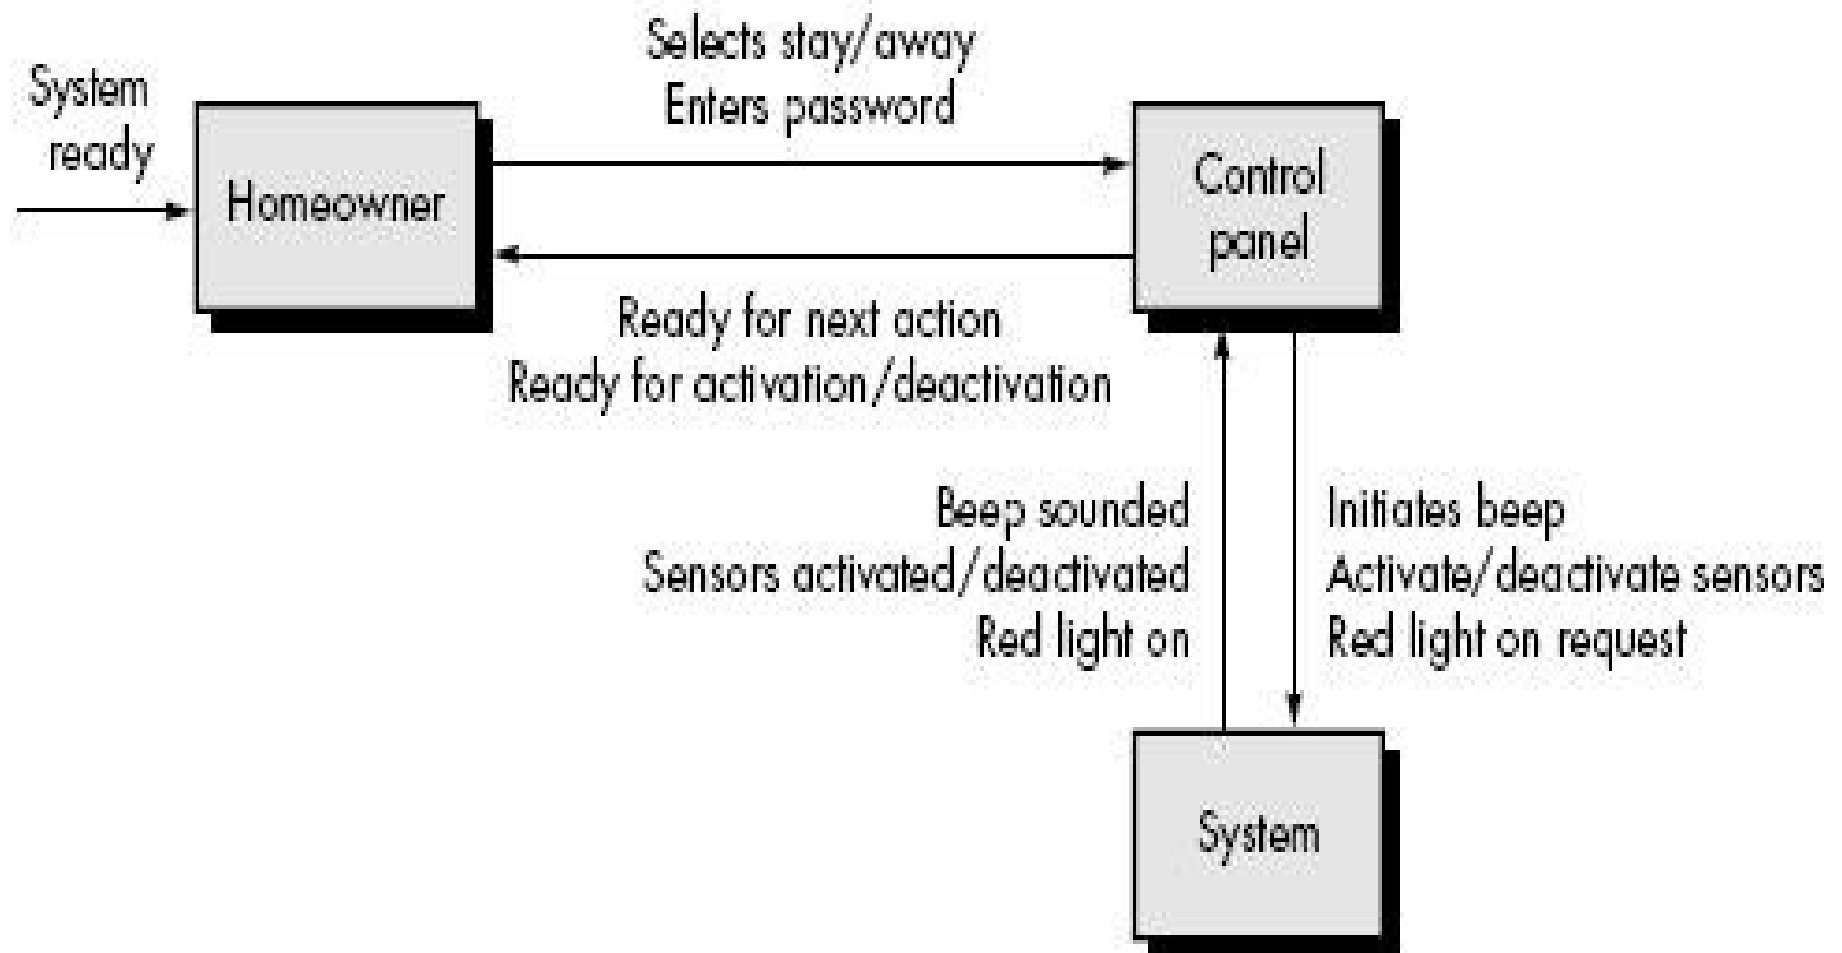 Selects stay/away
Enters password
System
ready
Homeowner
Control
panel
Ready for next action
Ready for activation/deactivation
Beep sounded
Sensors activated/deactivated
Red light on
Initiates beep
Activate/deactivate sensors
Red light on request
System